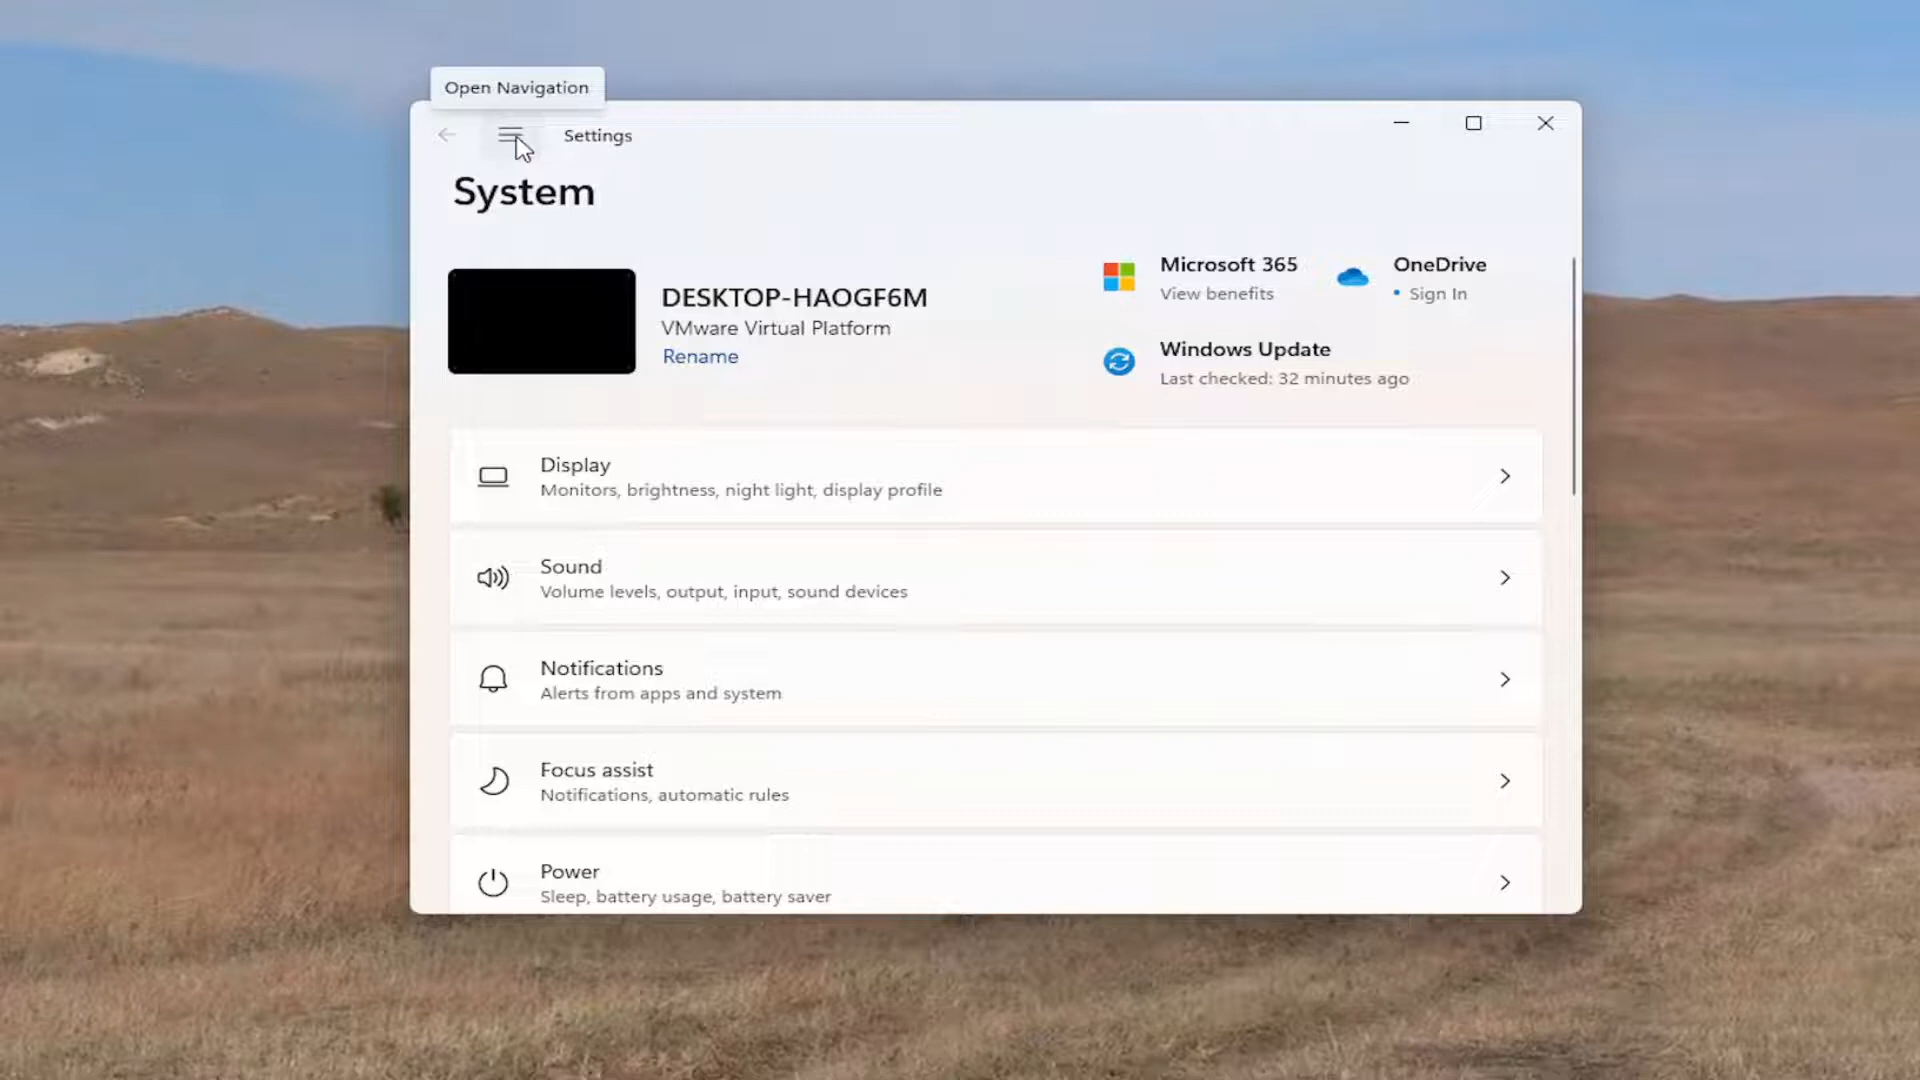 Open Navigation
Settings
System
DESKTOP-HAOGF6M
VMware Virtual Platform
Rename
Microsoft 365
View benefits
OneDrive
• Sign In
Windows Update
Last checked: 32 minutes ago
Display
Monitors, brightness, night light, display profile
Sound
Volume levels, output, input, sound devices
Notifications
Alerts from apps and system
Focus assist
Notifications, automatic rules
Power
Sleep, battery usage, battery saver